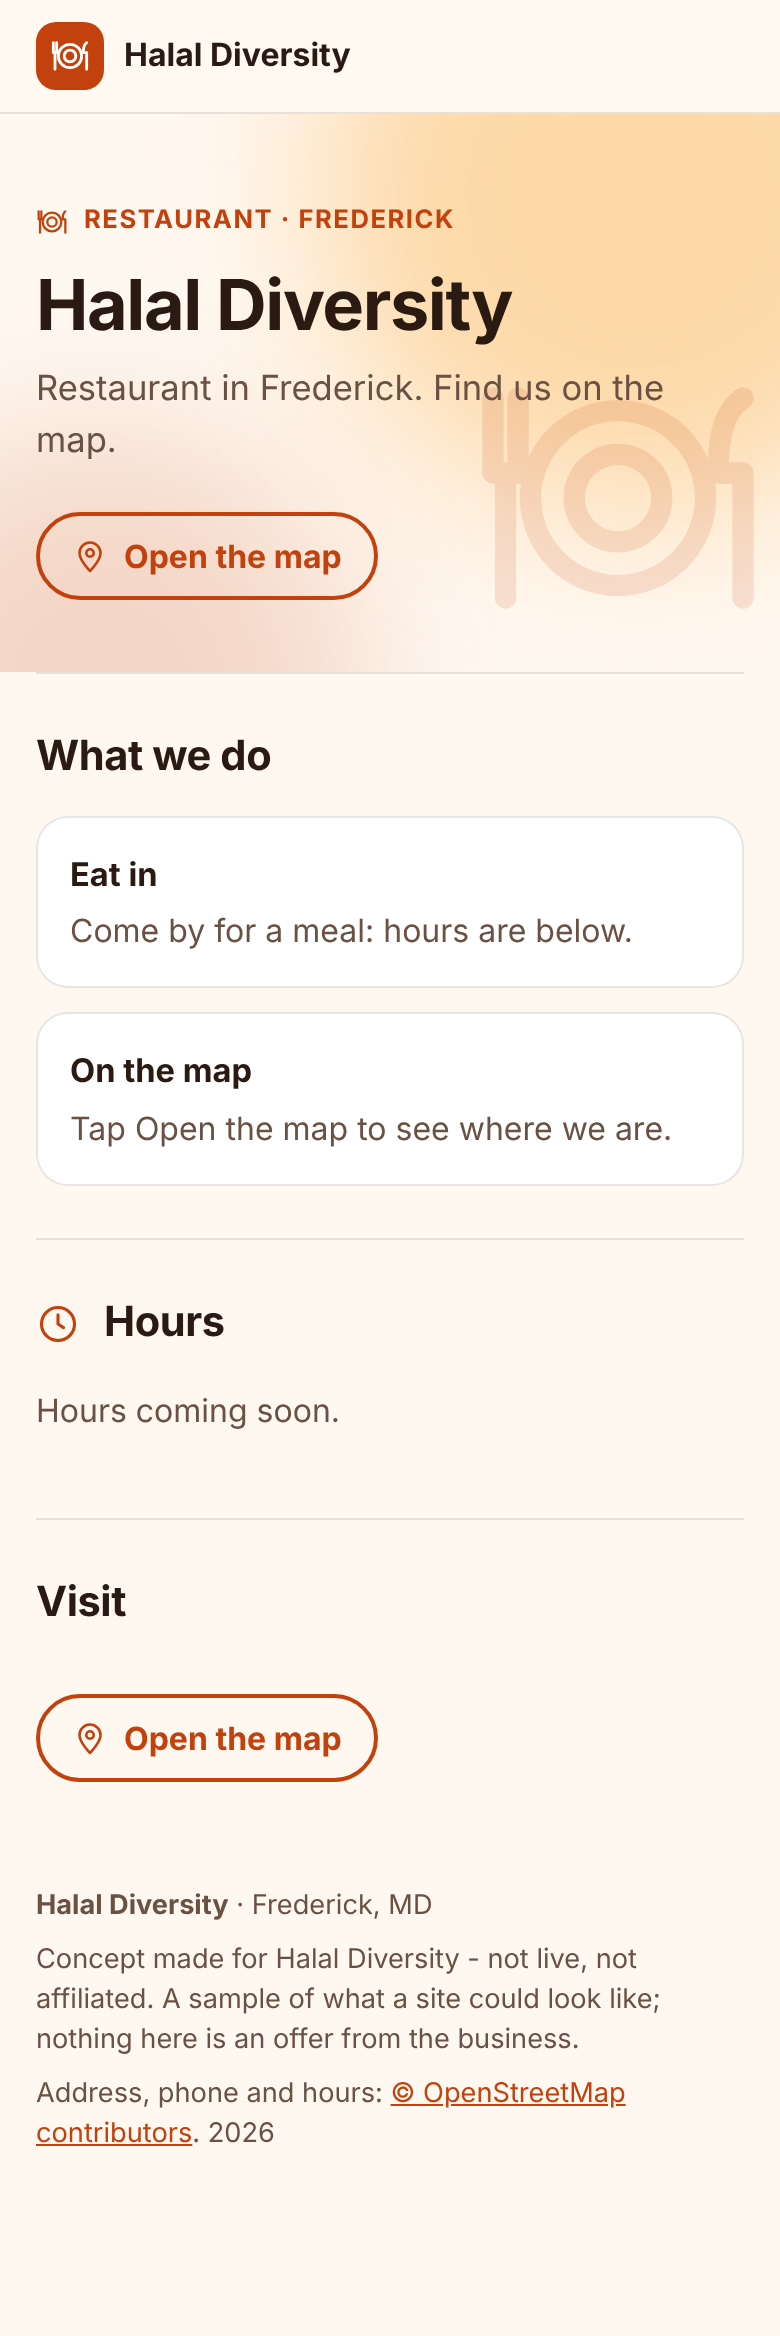 Halal Diversity
RESTAURANT · FREDERICK
Halal Diversity
Restaurant in Frederick. Find us on the
map.
Open the map
What we do
Eat in
Come by for a meal: hours are below.
On the map
Tap Open the map to see where we are.
Hours
Hours coming soon.
Visit
Open the map
Halal Diversity · Frederick, MD
Concept made for Halal Diversity - not live, not
affiliated. A sample of what a site could look like;
nothing here is an offer from the business.
Address, phone and hours: © OpenStreetMap
contributors. 2026